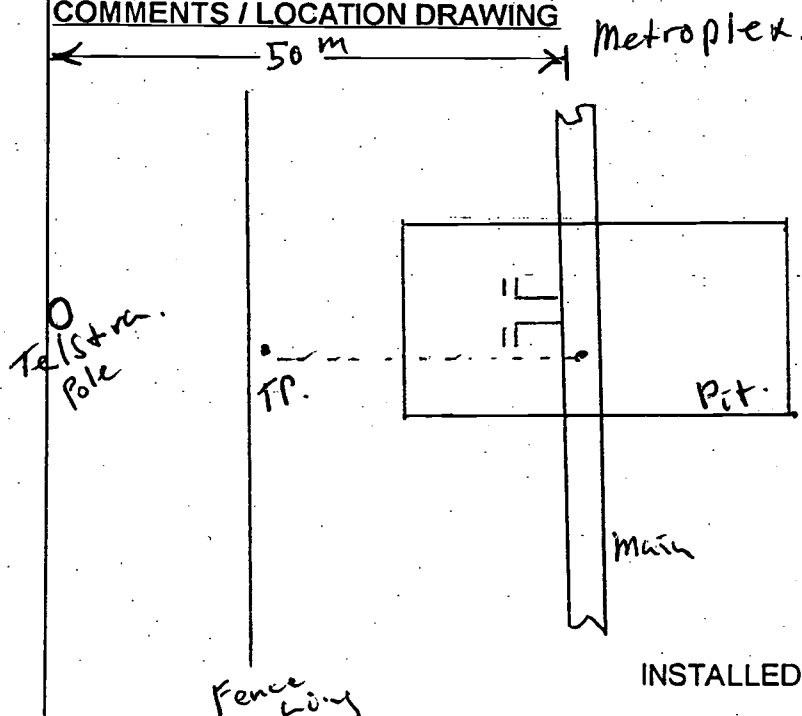 COMMENTS / LOCATION DRAWING
50 m
Metroplex.
Telstra.
Pole
TP.
Pit.
Main
INSTALLED
Fence